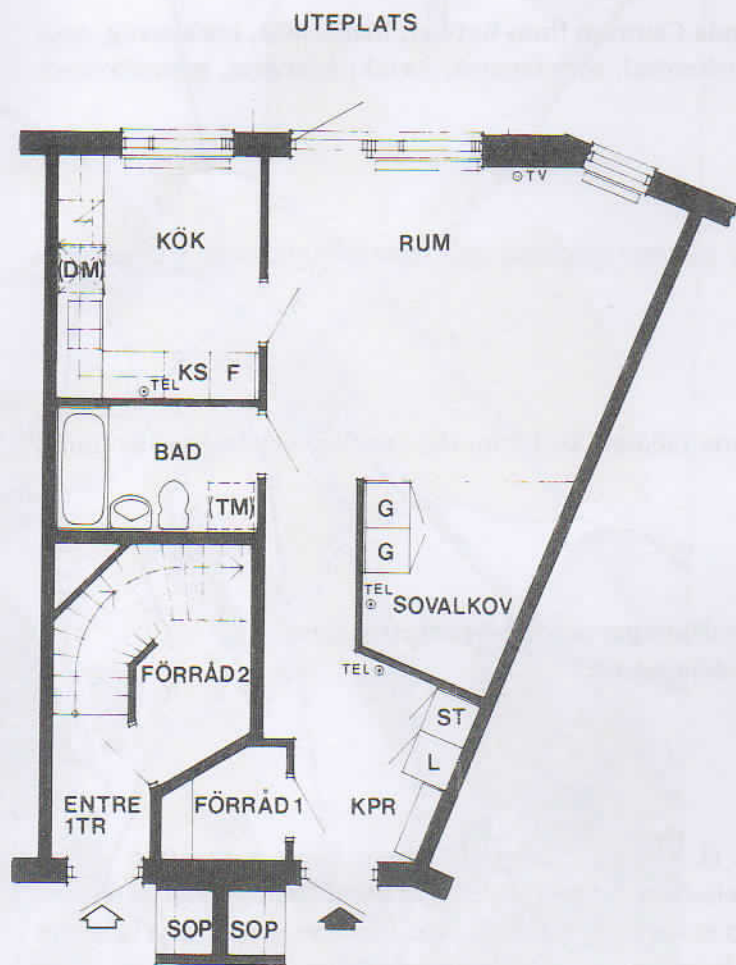 UTEPLATS
TV
KÖK
RUM
(DM)
KS F
TEL
BAD
(TM)
G
G
TEL
SOVALKOV
TEL
FÖRRÅD 2
ST
L
ENTRE
1TR
FÖRRÅD 1
KPR
SOP SOP